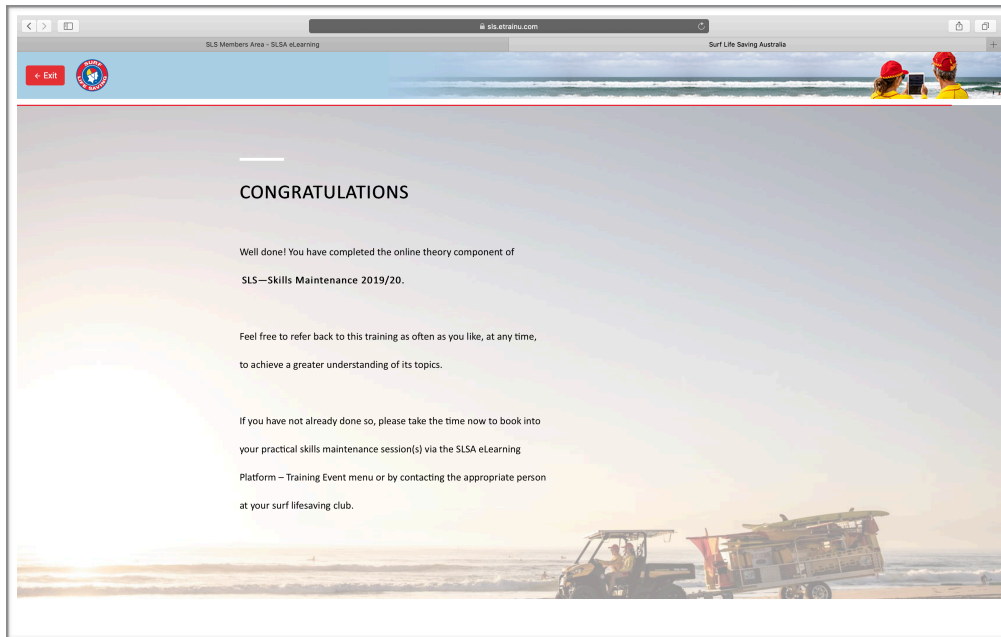 sls.etrainu.com
SLS Members Area - SLSA eLearning
Surf Life Saving Australia
← Exit
SURF
LIFE SAVING
CONGRATULATIONS
Well done! You have completed the online theory component of
SLS—Skills Maintenance 2019/20.
Feel free to refer back to this training as often as you like, at any time,
to achieve a greater understanding of its topics.
If you have not already done so, please take the time now to book into
your practical skills maintenance session(s) via the SLSA eLearning
Platform – Training Event menu or by contacting the appropriate person
at your surf lifesaving club.